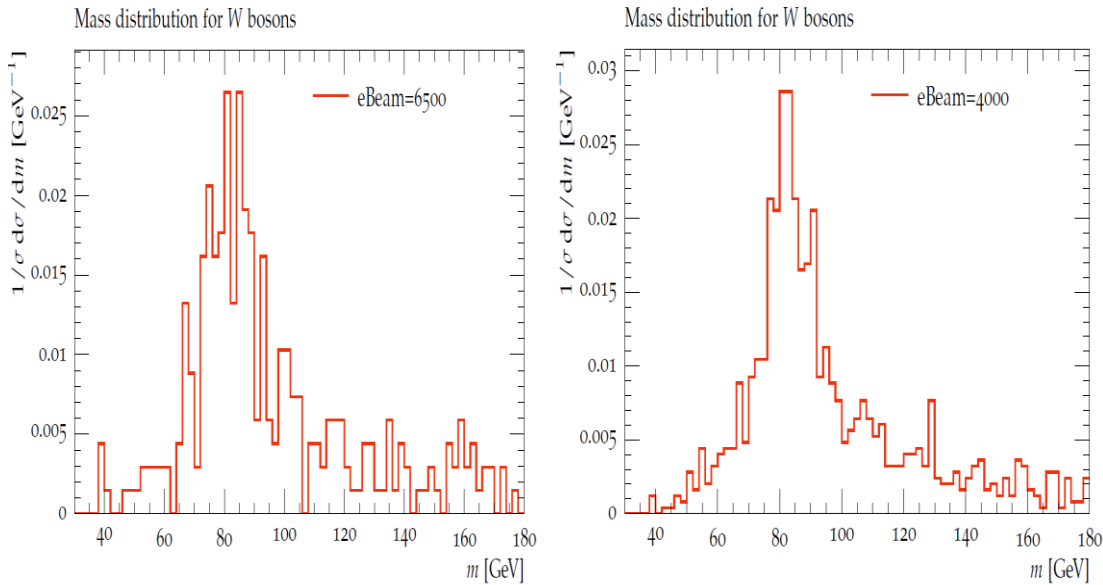 Mass distribution for W bosons
1/σ dσ/dm [GeV⁻¹]
eBeam=6500
0.025
0.02
0.015
0.01
0.005
0
40 60 80 100 120 140 160 180
m [GeV]
Mass distribution for W bosons
1/σ dσ/dm [GeV⁻¹]
eBeam=4000
0.03
0.025
0.02
0.015
0.01
0.005
0
40 60 80 100 120 140 160 180
m [GeV]